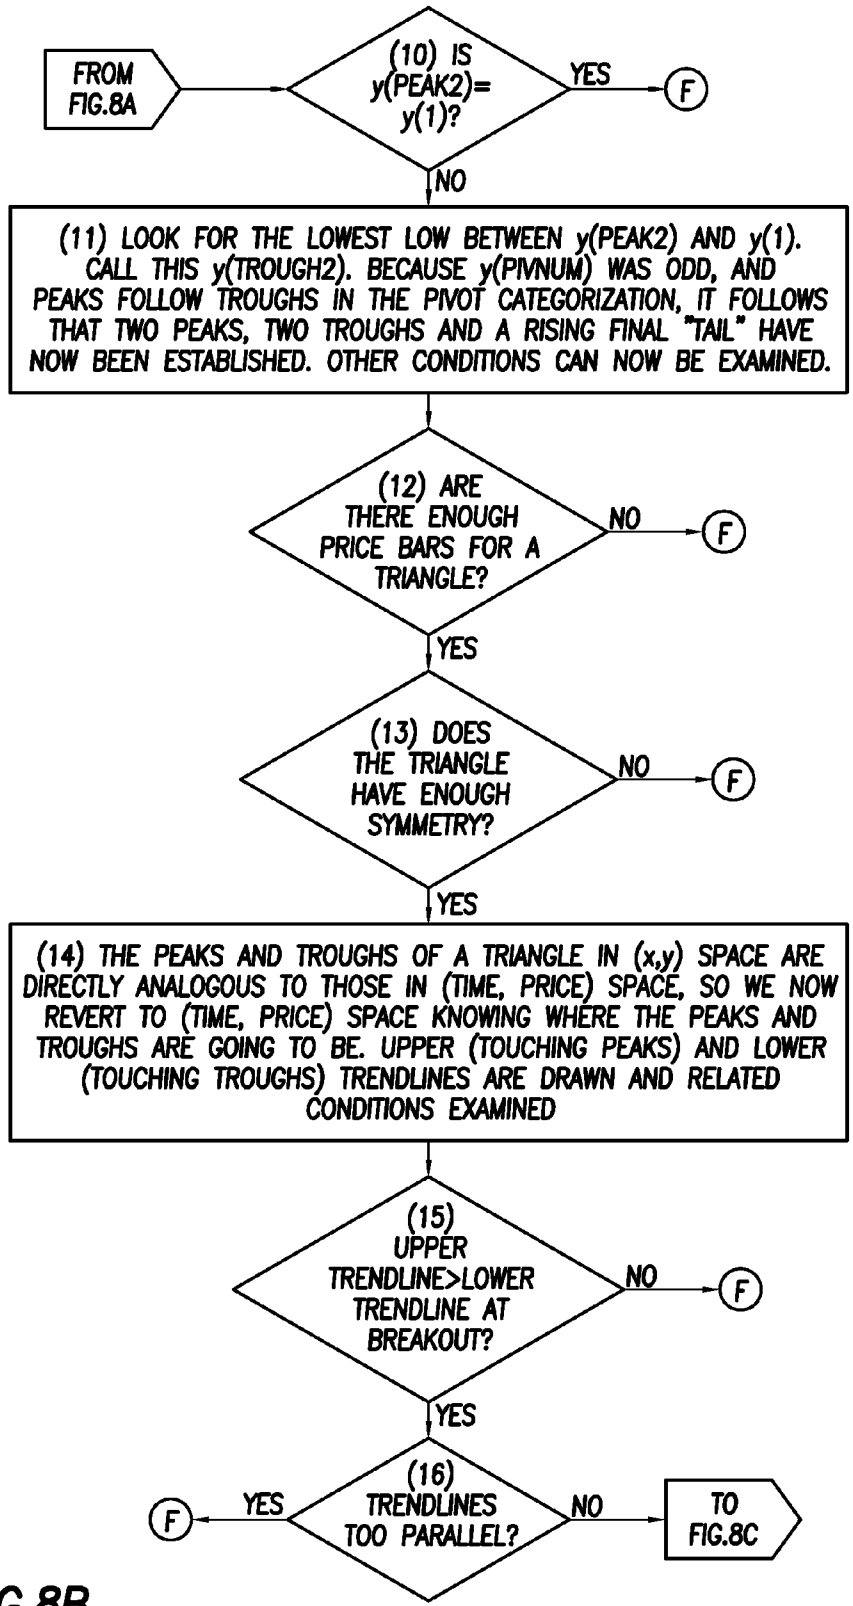 FROM
FIG.8A
(10) IS
y(PEAK2)=
y(1)?
YES
F
NO
(11) LOOK FOR THE LOWEST LOW BETWEEN y(PEAK2) AND y(1).
CALL THIS y(TROUGH2). BECAUSE y(PIVNUM) WAS ODD, AND
PEAKS FOLLOW TROUGHS IN THE PIVOT CATEGORIZATION, IT FOLLOWS
THAT TWO PEAKS, TWO TROUGHS AND A RISING FINAL "TAIL" HAVE
NOW BEEN ESTABLISHED. OTHER CONDITIONS CAN NOW BE EXAMINED.
(12) ARE
THERE ENOUGH
PRICE BARS FOR A
TRIANGLE?
NO
F
YES
(13) DOES
THE TRIANGLE
HAVE ENOUGH
SYMMETRY?
NO
F
YES
(14) THE PEAKS AND TROUGHS OF A TRIANGLE IN (x,y) SPACE ARE
DIRECTLY ANALOGOUS TO THOSE IN (TIME, PRICE) SPACE, SO WE NOW
REVERT TO (TIME, PRICE) SPACE KNOWING WHERE THE PEAKS AND
TROUGHS ARE GOING TO BE. UPPER (TOUCHING PEAKS) AND LOWER
(TOUCHING TROUGHS) TRENDLINES ARE DRAWN AND RELATED
CONDITIONS EXAMINED
(15)
UPPER
TRENDLINE>LOWER
TRENDLINE AT
BREAKOUT?
NO
F
YES
(16)
TRENDLINES
TOO PARALLEL?
YES
F
NO
TO
FIG.8C